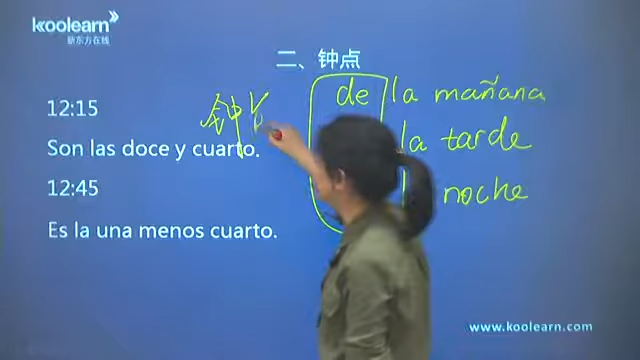 koolearn
新东方在线
二、钟点
12:15
Son las doce y cuarto.
12:45
Es la una menos cuarto.
钟
de la mañana
la tarde
noche
www.koolearn.com